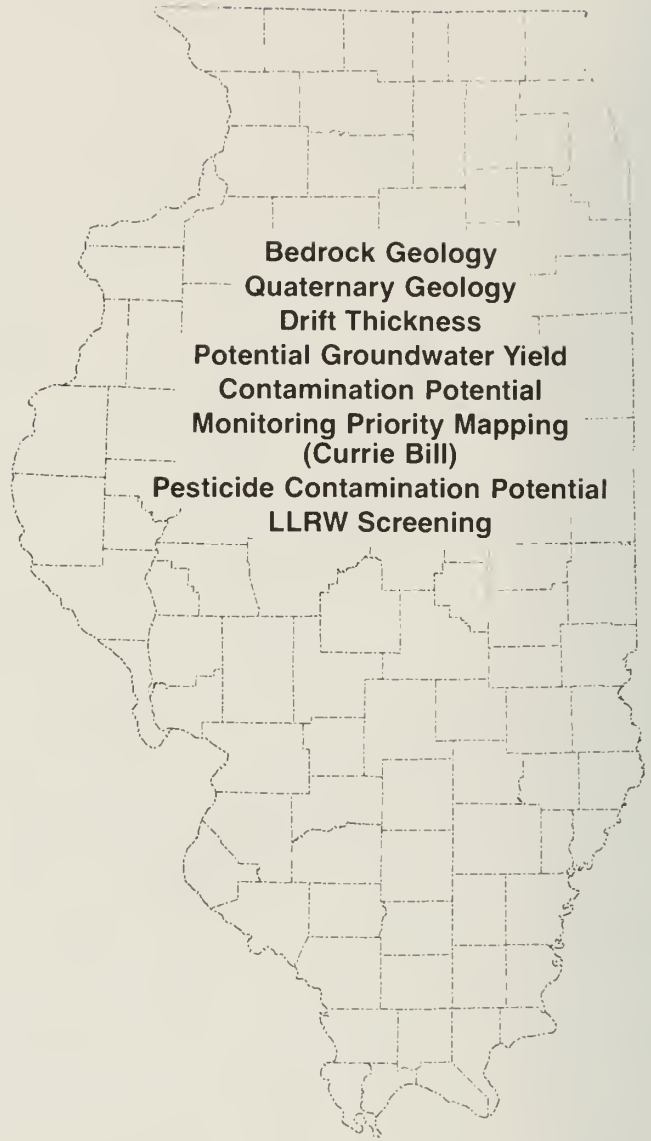 Bedrock Geology
Quaternary Geology
Drift Thickness
Potential Groundwater Yield
Contamination Potential
Monitoring Priority Mapping
(Currie Bill)
Pesticide Contamination Potential
LLRW Screening